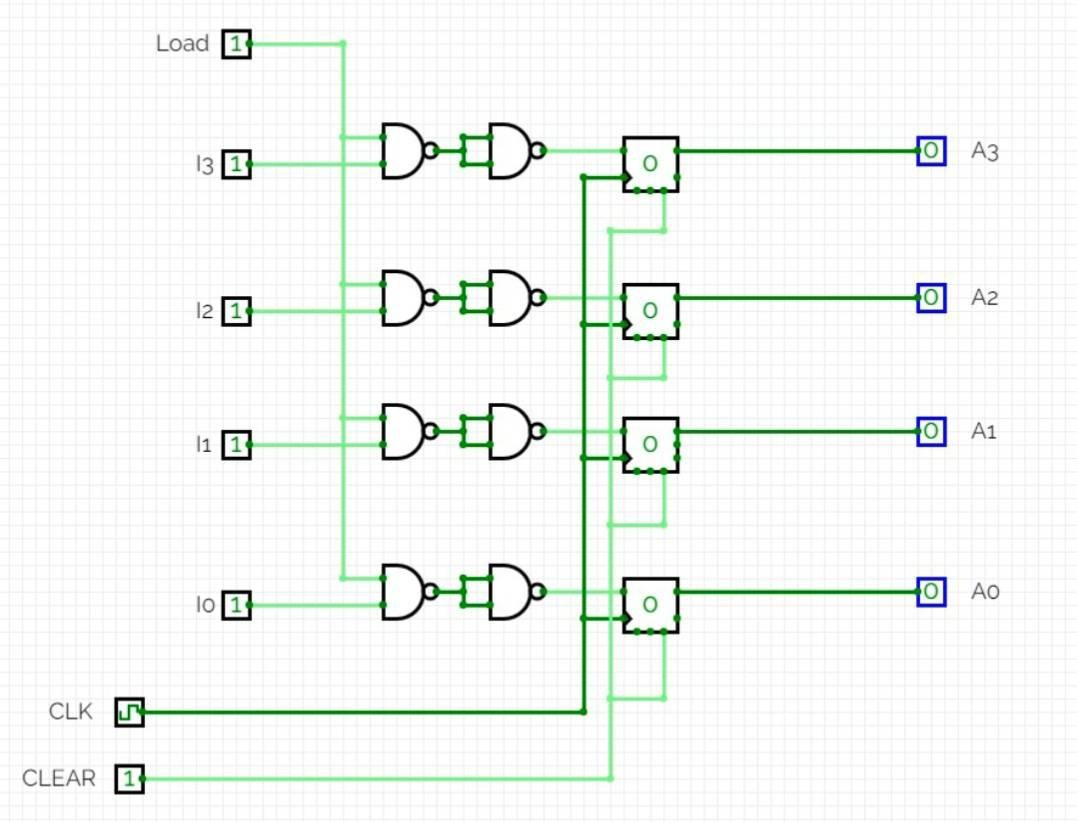 Load 1
I3 1
0
0 A3
I2 1
0
0 A2
I1 1
0
0 A1
I0 1
0
0 A0
CLK
CLEAR 1